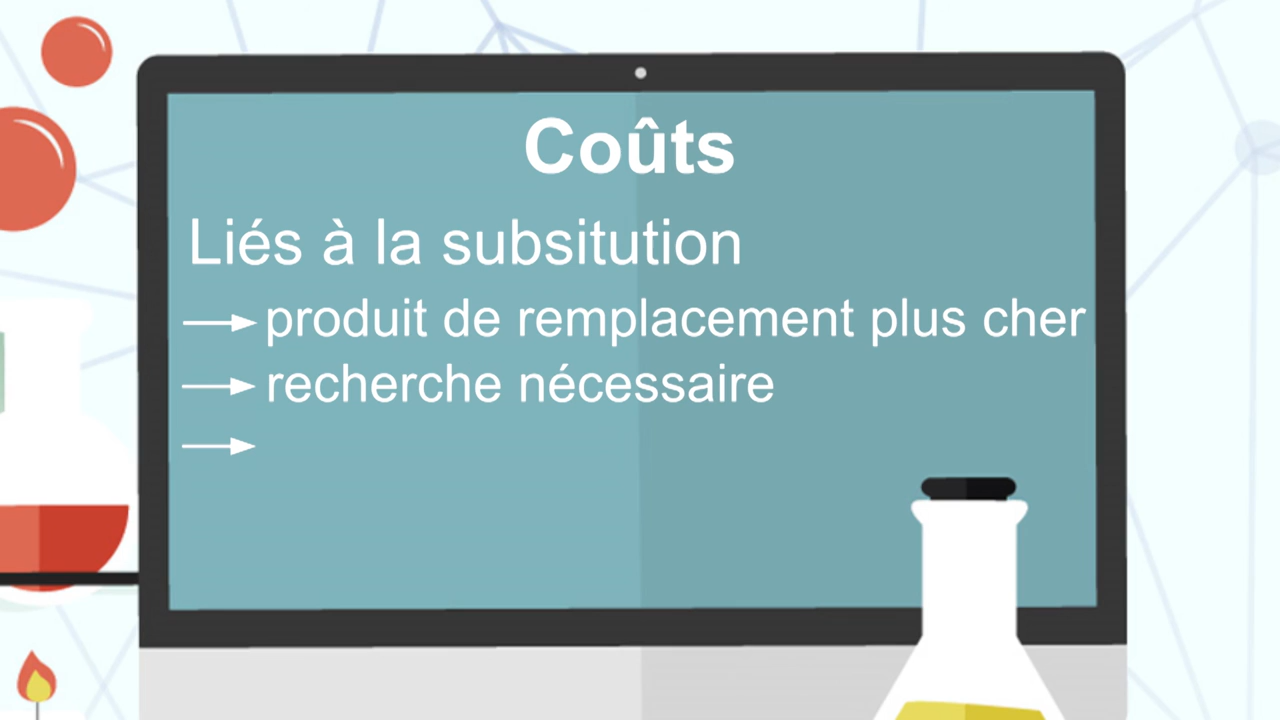 Coûts
Liés à la subsitution
produit de remplacement plus cher
recherche nécessaire